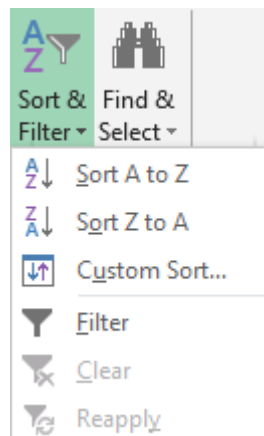 Sort & Find &
Filter Select
Sort A to Z
Sort Z to A
Custom Sort...
Filter
Clear
Reapply